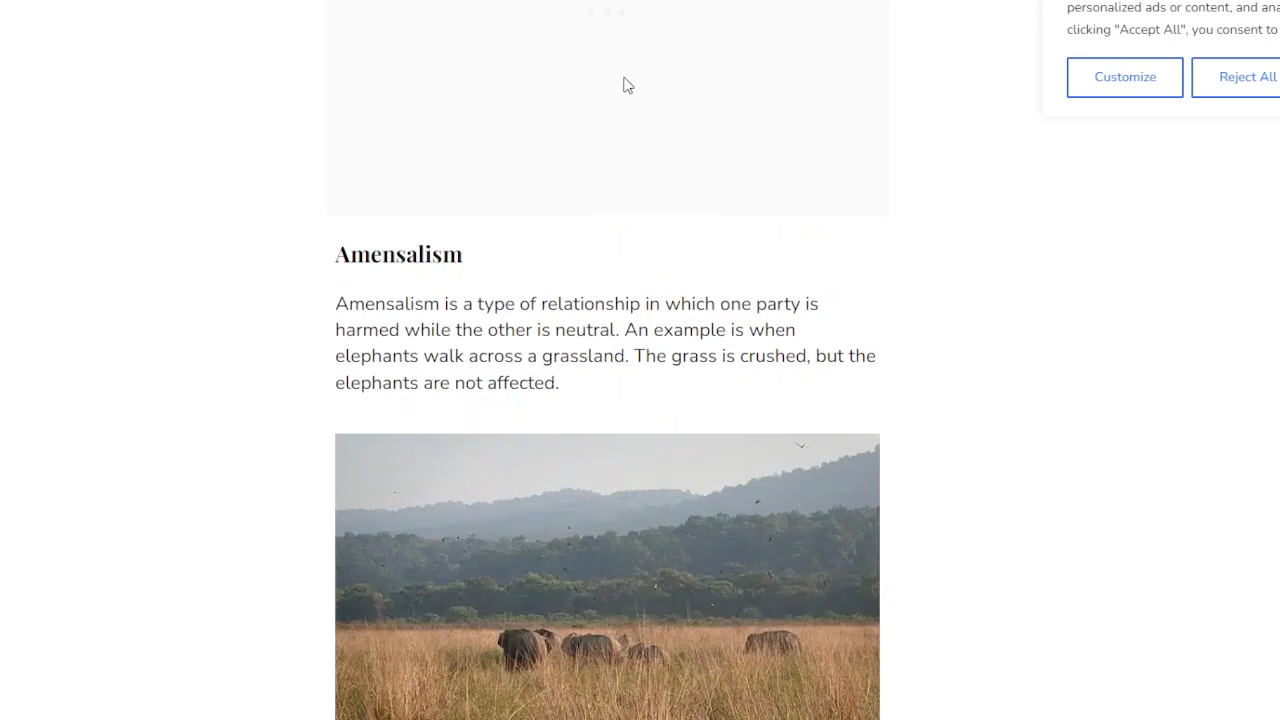 personalized ads or content, and
clicking "Accept All", you consent to
Customize
Reject All
Amensalism
Amensalism is a type of relationship in which one party is
harmed while the other is neutral. An example is when
elephants walk across a grassland. The grass is crushed, but the
elephants are not affected.